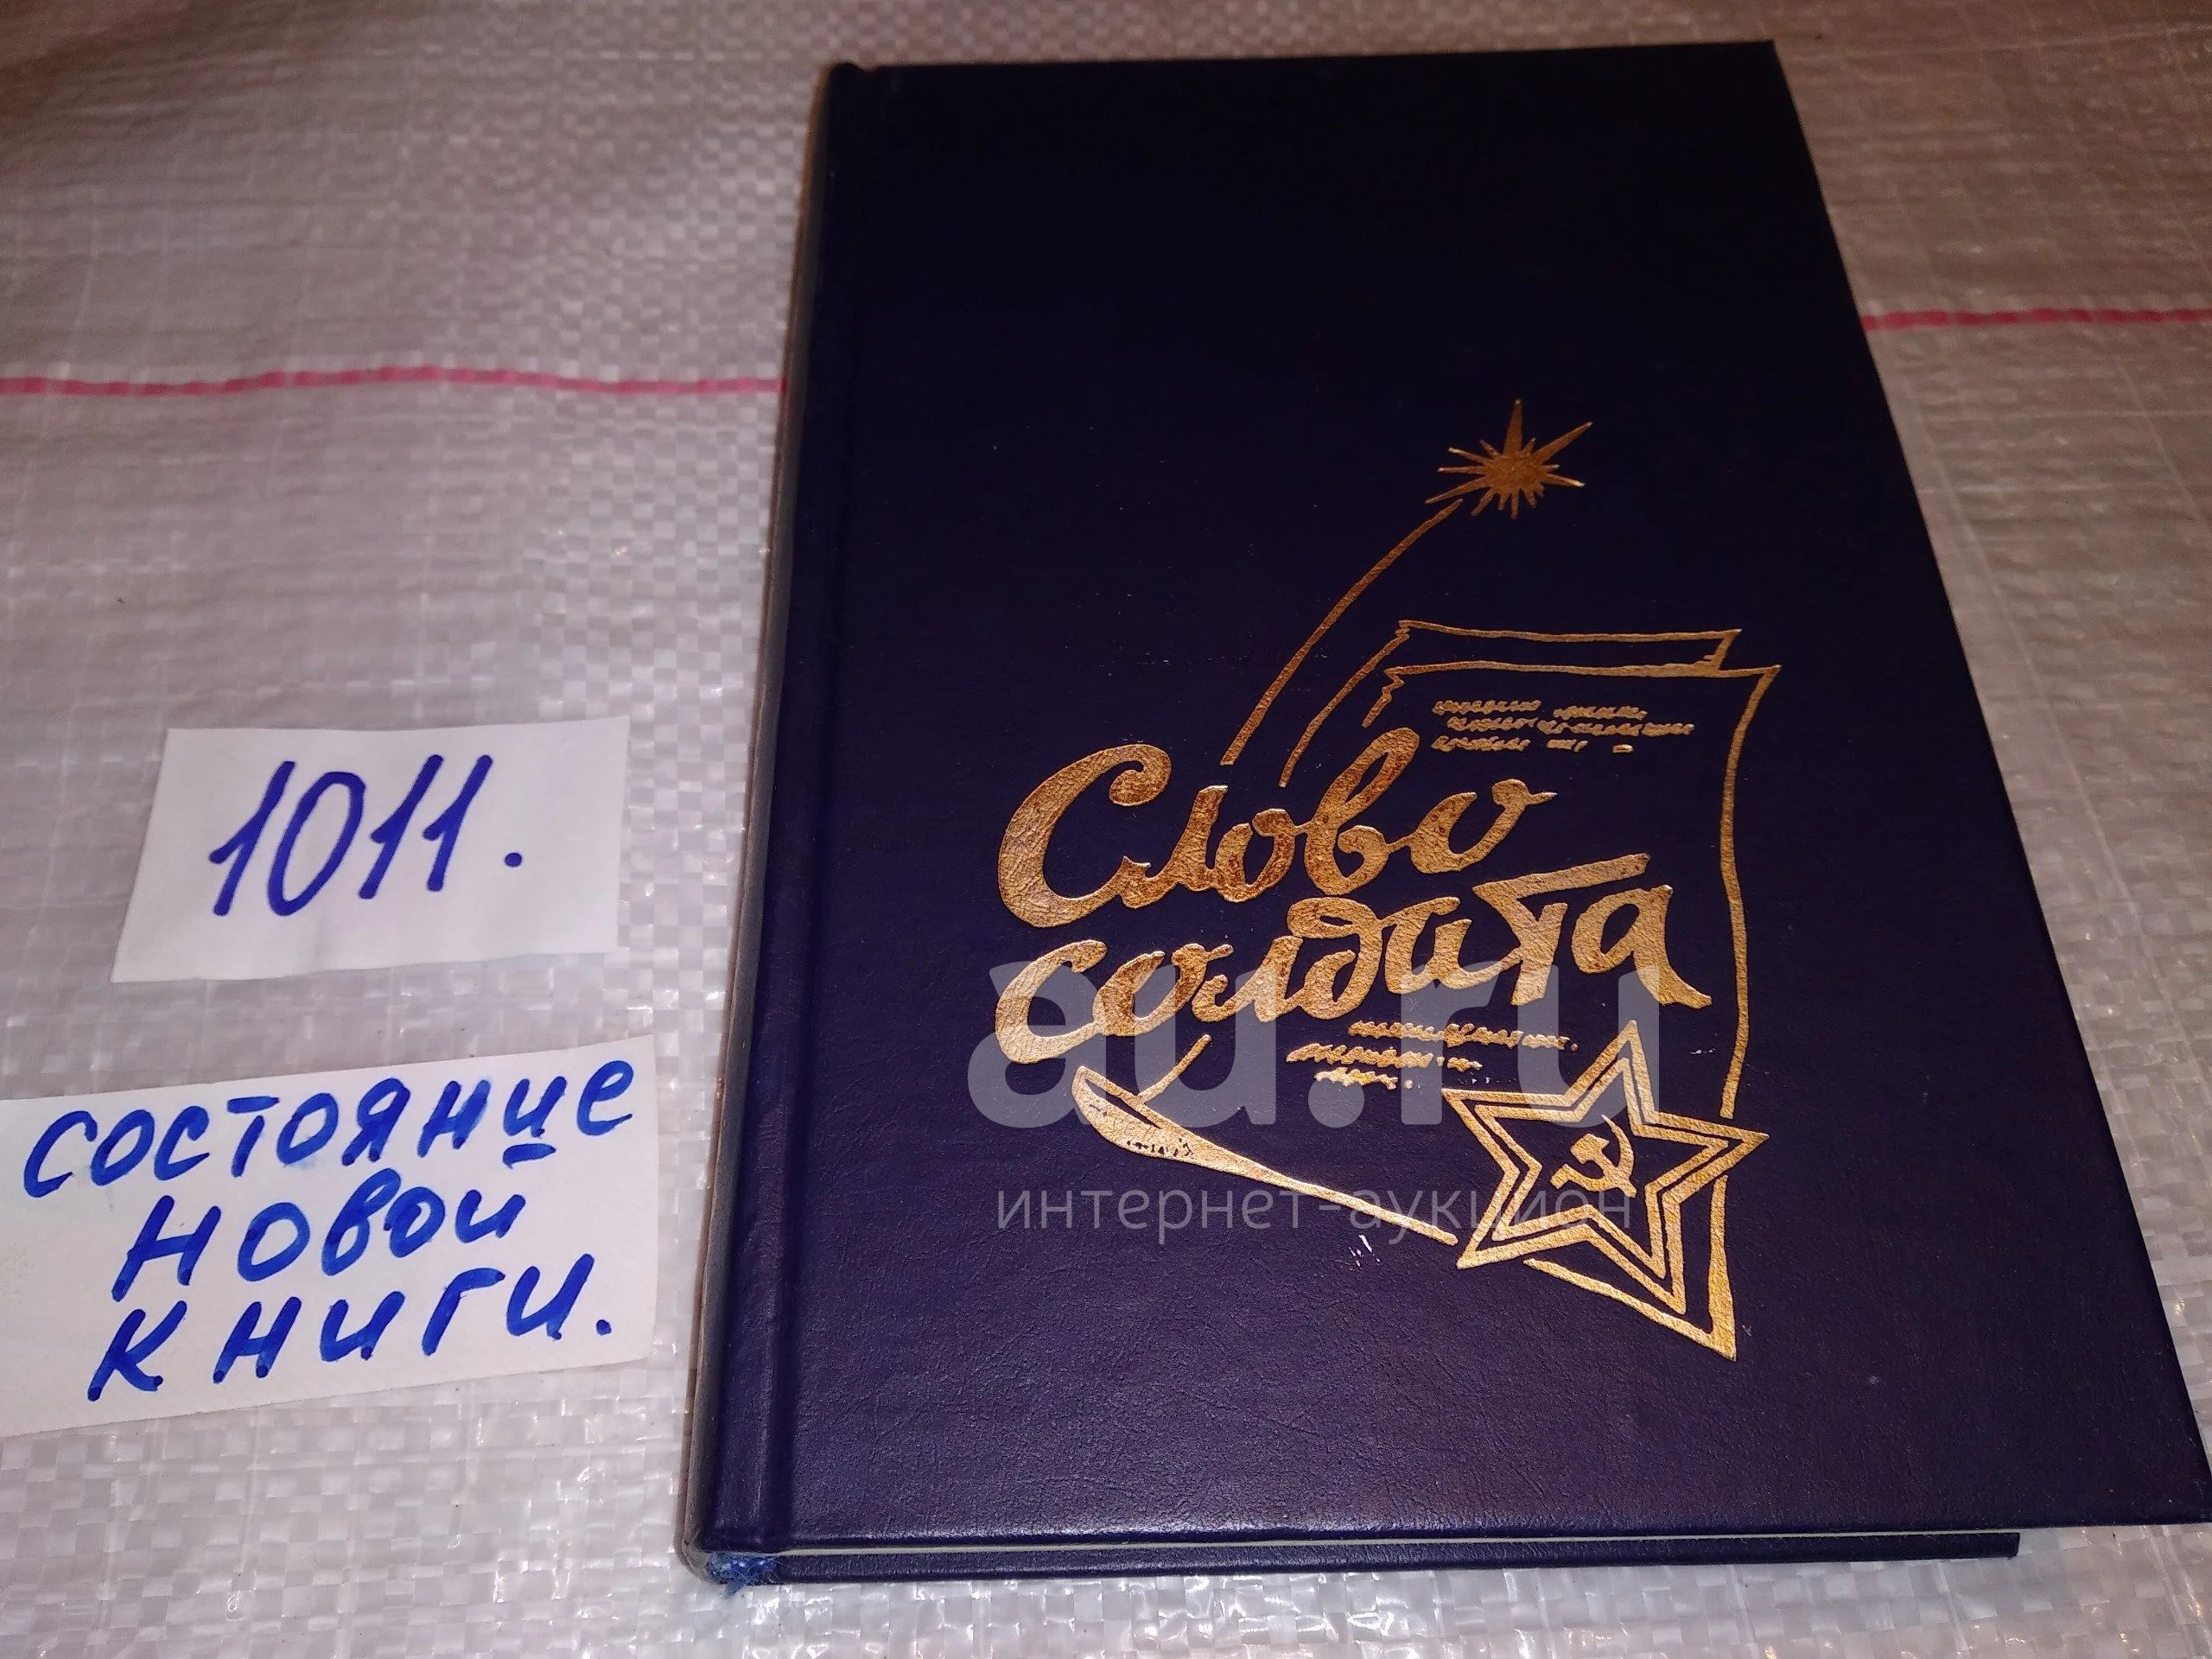 1011.
состояние
новой
книги.
Слово
солдата
au.ru
интернет-аукцион